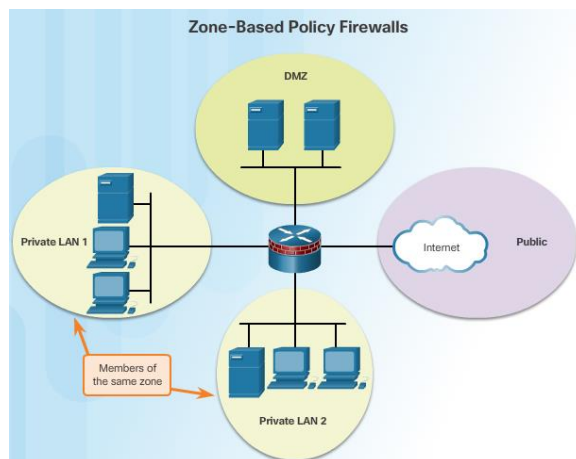 Zone-Based Policy Firewalls
DMZ
Private LAN 1
Internet
Public
Members of
the same zone
Private LAN 2